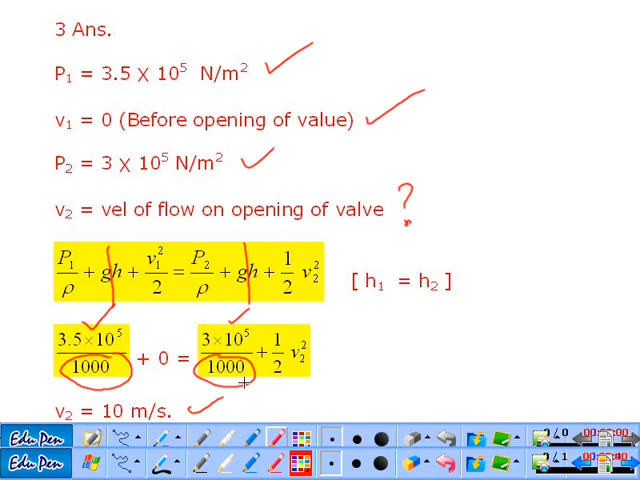 3 Ans.
P₁ = 3.5 X 10⁵ N/m²
v₁ = 0 (Before opening of value)
P₂ = 3 X 10⁵ N/m²
v₂ = vel of flow on opening of valve ?
P₁/ρ + gh + v₁²/2 = P₂/ρ + gh + 1/2 v₂² [ h₁ = h₂ ]
3.5×10⁵/1000 + 0 = 3×10⁵/1000 + 1/2 v₂²
v₂ = 10 m/s.
Edu Pen
Edu Pen